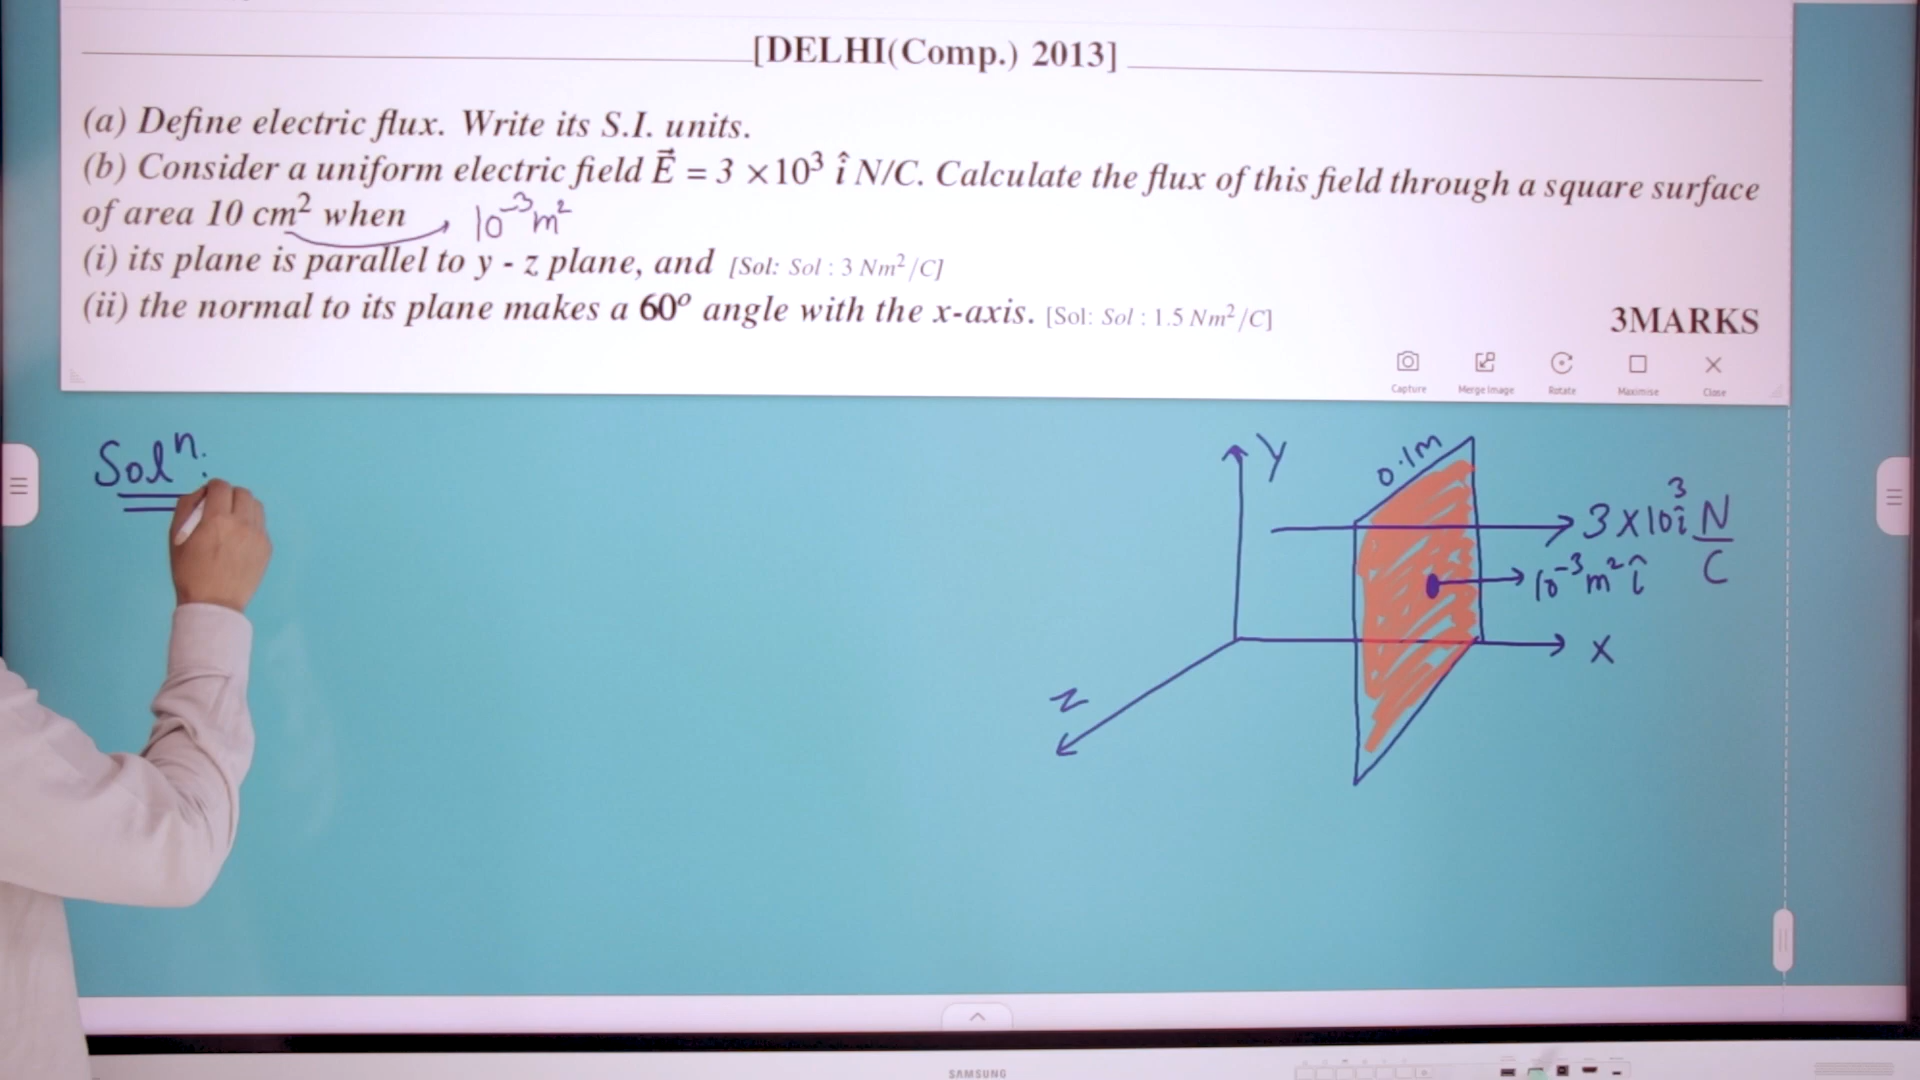 [DELHI(Comp.) 2013]
(a) Define electric flux. Write its S.I. units.
(b) Consider a uniform electric field E⃗ = 3 ×10³ î N/C. Calculate the flux of this field through a square surface
of area 10 cm² when 10⁻³m²
(i) its plane is parallel to y - z plane, and [Sol: Sol : 3 Nm²/C]
(ii) the normal to its plane makes a 60° angle with the x-axis. [Sol: Sol : 1.5 Nm²/C]
3MARKS
Capture Merge Image Rotate Maximise Close
Solⁿ:
Y
0.1m
3 X10³ î N/C
10⁻³m² î
X
Z
SAMSUNG